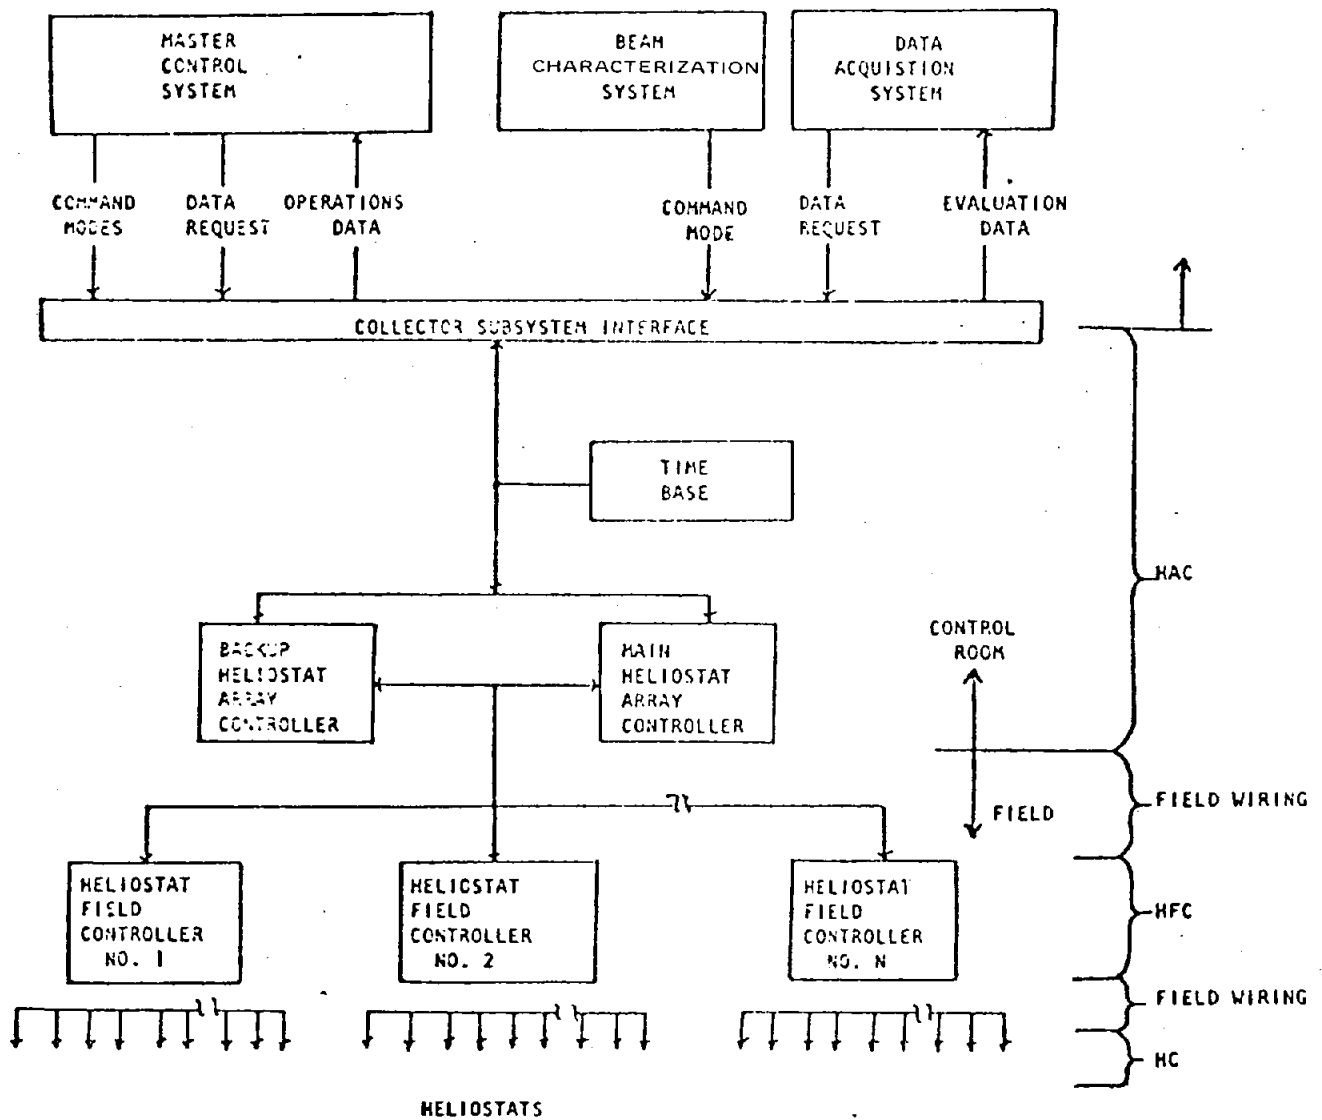 MASTER
CONTROL
SYSTEM
BEAM
CHARACTERIZATION
SYSTEM
DATA
ACQUISTION
SYSTEM
COMMAND
MODES
DATA
REQUEST
OPERATIONS
DATA
COMMAND
MODE
DATA
REQUEST
EVALUATION
DATA
COLLECTOR SUBSYSTEM INTERFACE
TIME
BASE
HAC
BACKUP
HELIOSTAT
ARRAY
CONTROLLER
MAIN
HELIOSTAT
ARRAY
CONTROLLER
CONTROL
ROOM
FIELD
FIELD WIRING
HELIOSTAT
FIELD
CONTROLLER
NO. 1
HELIOSTAT
FIELD
CONTROLLER
NO. 2
HELIOSTAT
FIELD
CONTROLLER
NO. N
HFC
FIELD WIRING
HC
HELIOSTATS